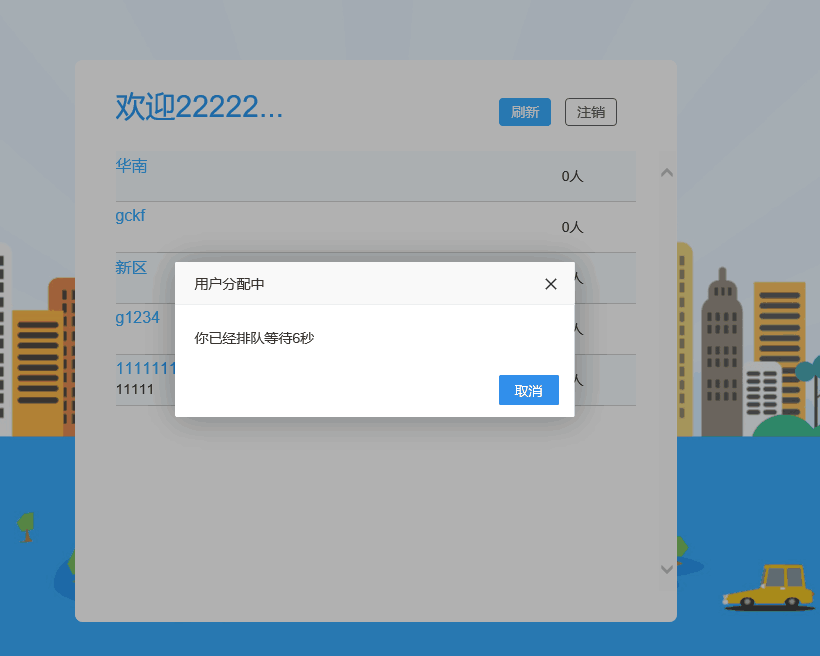 欢迎22222...
刷新 注销
华南 0人
gckf 0人
新区 人
用户分配中
g1234 人
你已经排队等待6秒
1111111 人
11111
取消